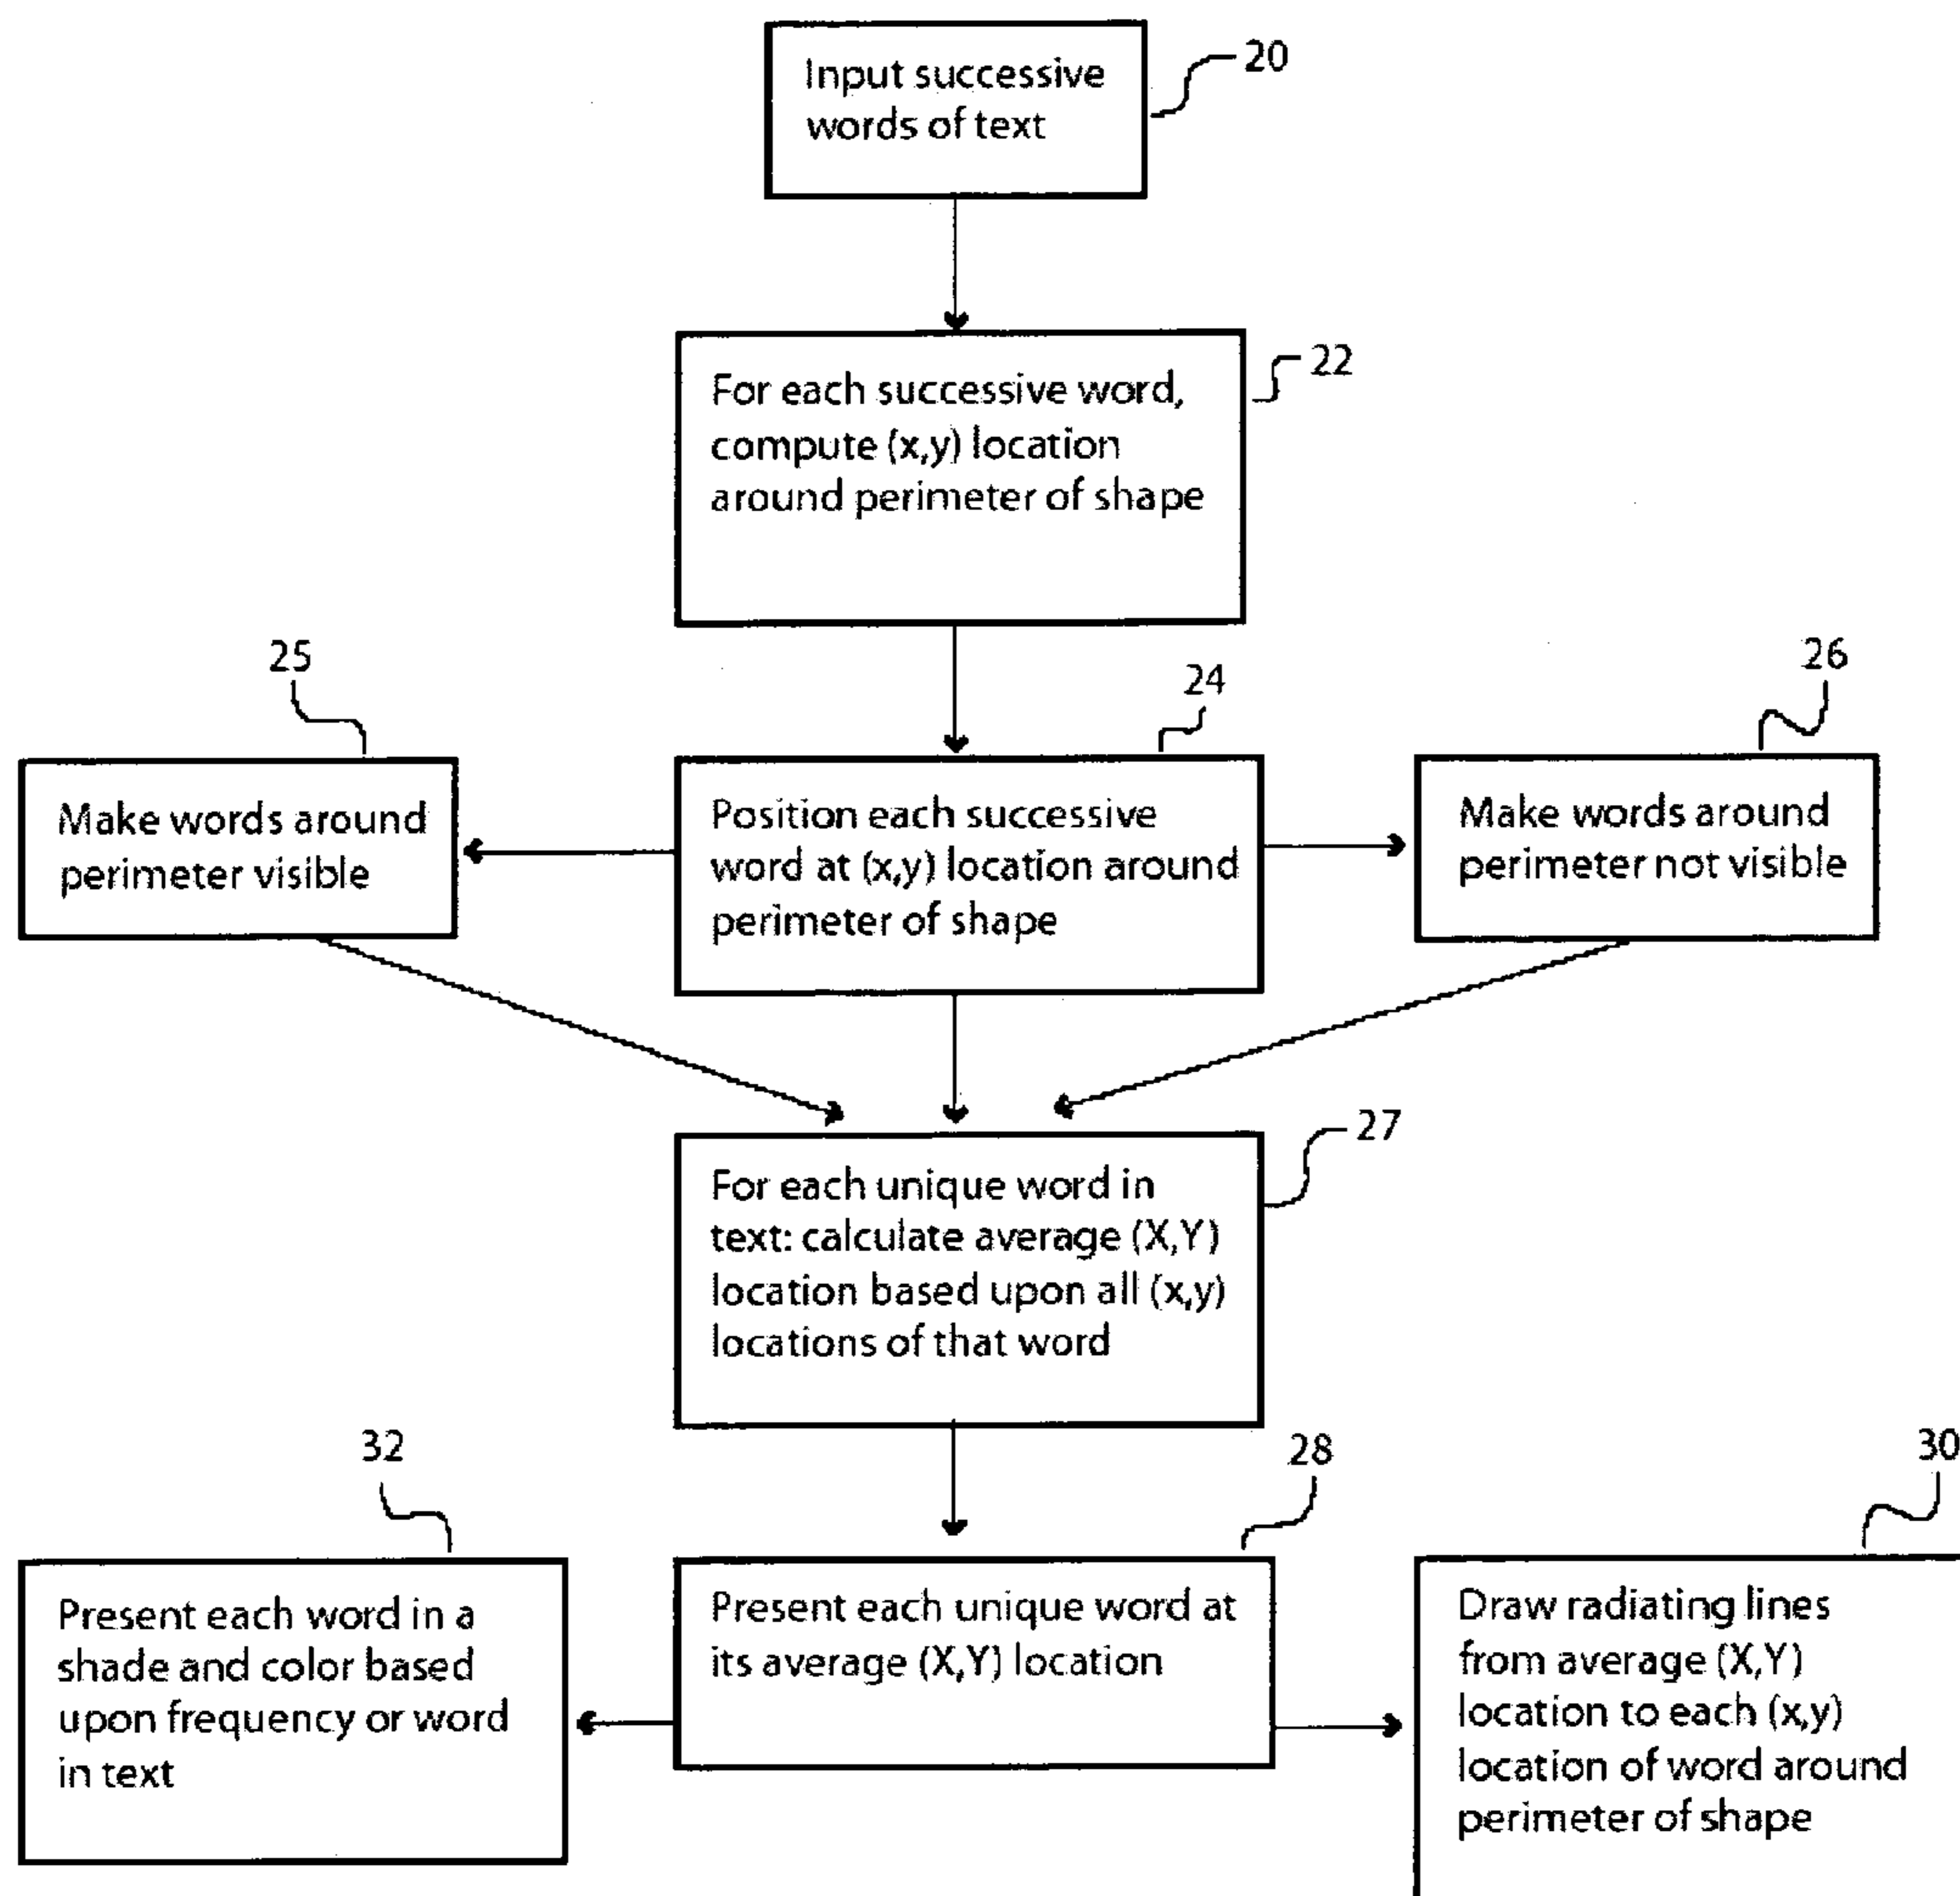 Input successive
words of text
20
For each successive word,
compute (x,y) location
around perimeter of shape
22
25
24
26
Make words around
perimeter visible
Position each successive
word at (x,y) location around
perimeter of shape
Make words around
perimeter not visible
For each unique word in
text: calculate average (X,Y)
location based upon all (x,y)
locations of that word
27
32
28
30
Present each word in a
shade and color based
upon frequency or word
in text
Present each unique word at
its average (X,Y) location
Draw radiating lines
from average (X,Y)
location to each (x,y)
location of word around
perimeter of shape